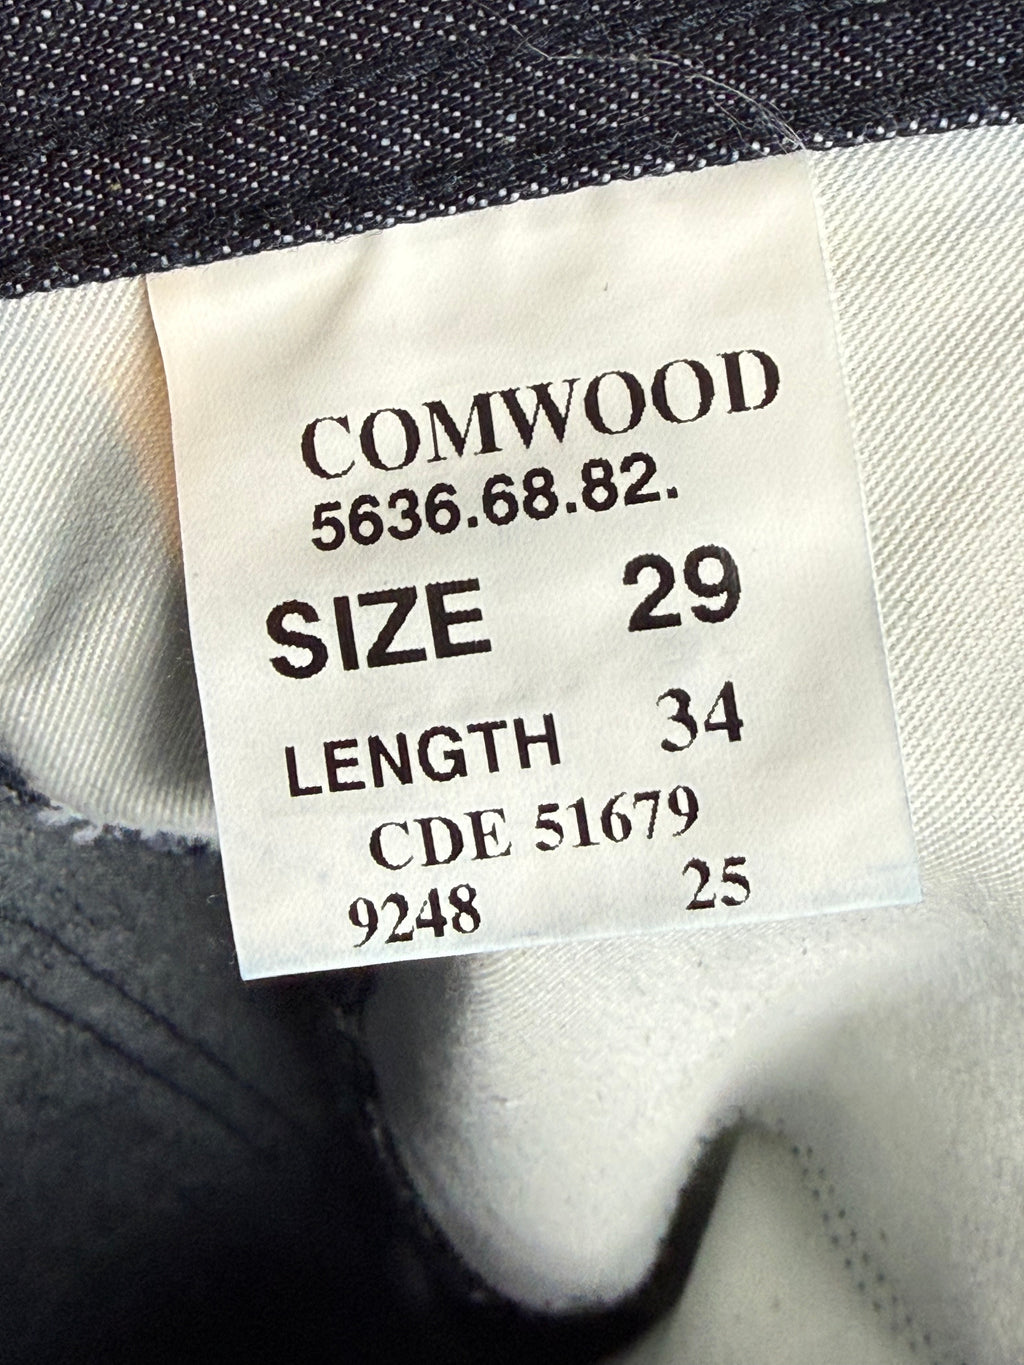 COMWOOD
5636.68.82.
SIZE 29
LENGTH 34
CDE 51679
9248 25